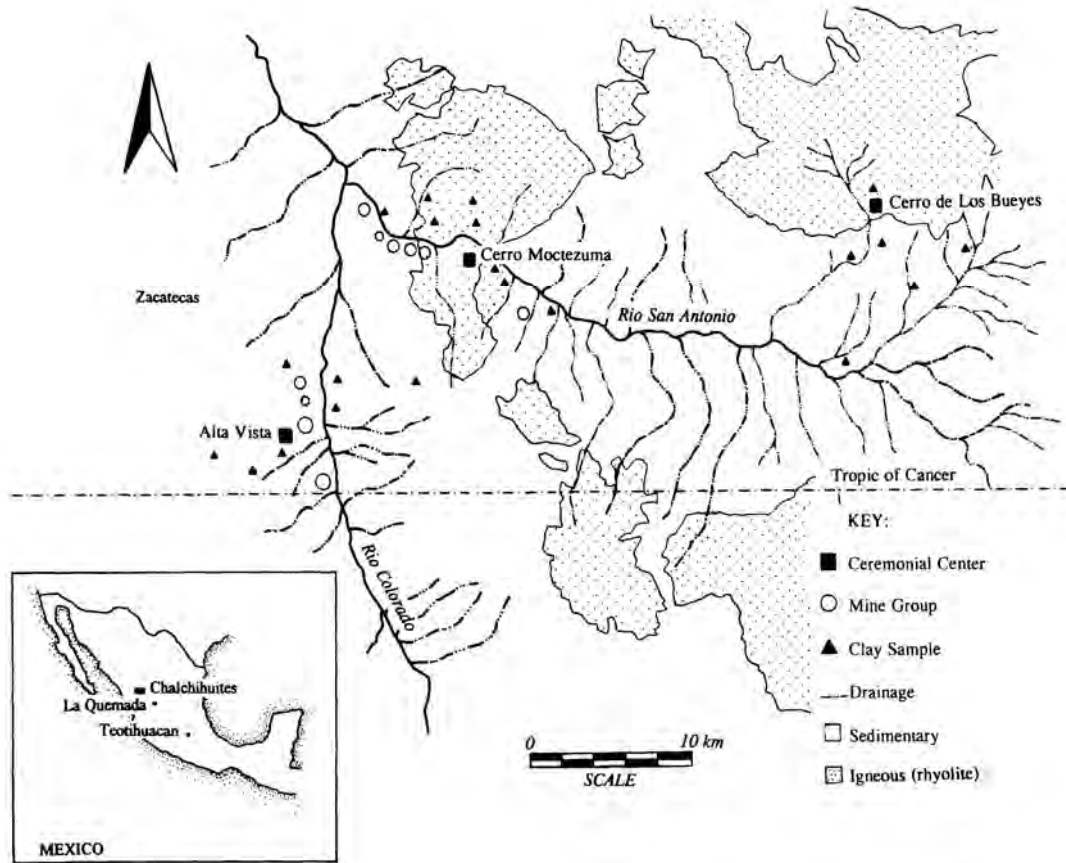 Cerro de Los Bueyes
Cerro Moctezuma
Zacatecas
Rio San Antonio
Alta Vista
Tropic of Cancer
KEY:
Ceremonial Center
Mine Group
Clay Sample
Drainage
Sedimentary
Igneous (rhyolite)
Rio Colorado
Chalchihuites
La Quemada
Teotihuacan
MEXICO
0 10 km
SCALE